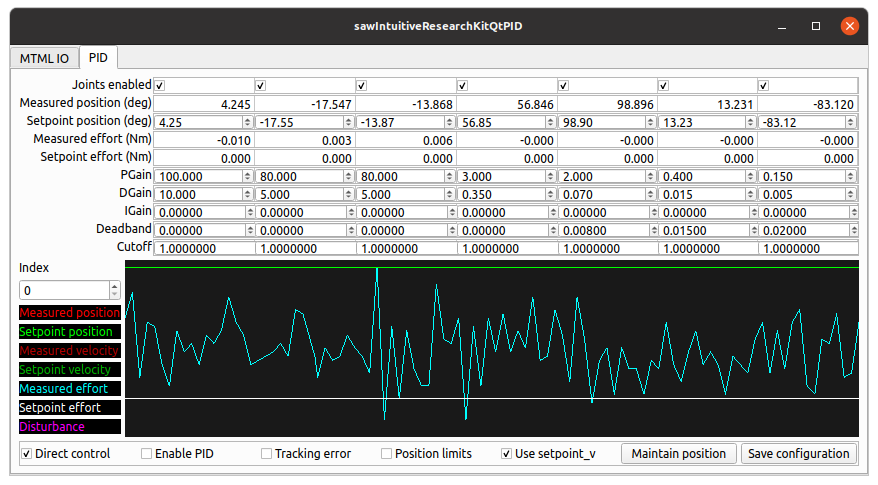 sawIntuitiveResearchKitQtPID
MTML IO PID
Joints enabled
Measured position (deg) 4.245 -17.547 -13.868 56.846 98.896 13.231 -83.120
Setpoint position (deg) 4.25 -17.55 -13.87 56.85 98.90 13.23 -83.12
Measured effort (Nm) -0.010 0.003 0.006 -0.000 -0.000 -0.000 -0.000
Setpoint effort (Nm) 0.000 0.000 0.000 0.000 0.000 0.000 0.000
PGain 100.000 80.000 80.000 3.000 2.000 0.400 0.150
DGain 10.000 5.000 5.000 0.350 0.070 0.015 0.005
IGain 0.00000 0.00000 0.00000 0.00000 0.00000 0.00000 0.00000
Deadband 0.00000 0.00000 0.00000 0.00000 0.00800 0.01500 0.02000
Cutoff 1.0000000 1.0000000 1.0000000 1.0000000 1.0000000 1.0000000 1.0000000
Index
0
Measured position
Setpoint position
Measured velocity
Setpoint velocity
Measured effort
Setpoint effort
Disturbance
Direct control Enable PID Tracking error Position limits Use setpoint_v Maintain position Save configuration